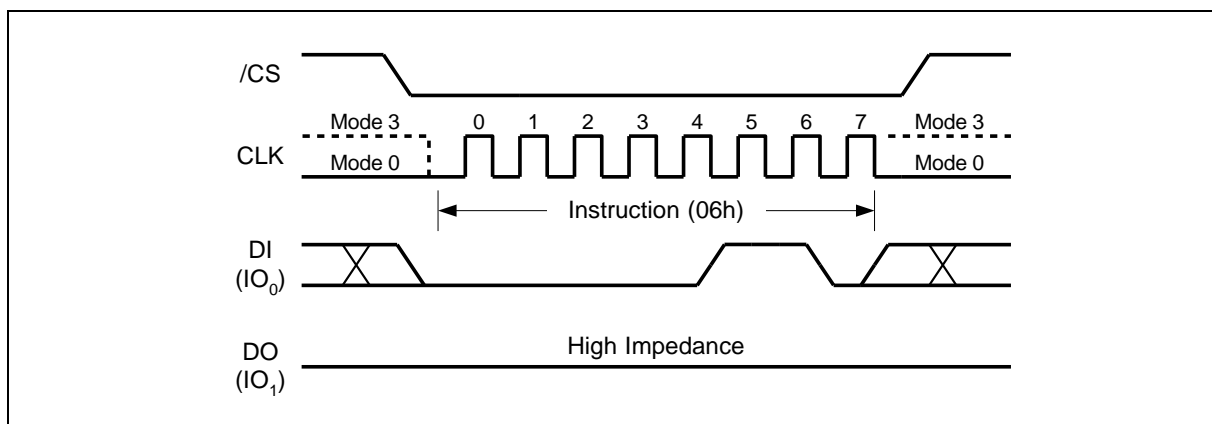 /CS
Mode 3 0 1 2 3 4 5 6 7 Mode 3
CLK
Mode 0 Mode 0
Instruction (06h)
DI
(IO₀)
High Impedance
DO
(IO₁)